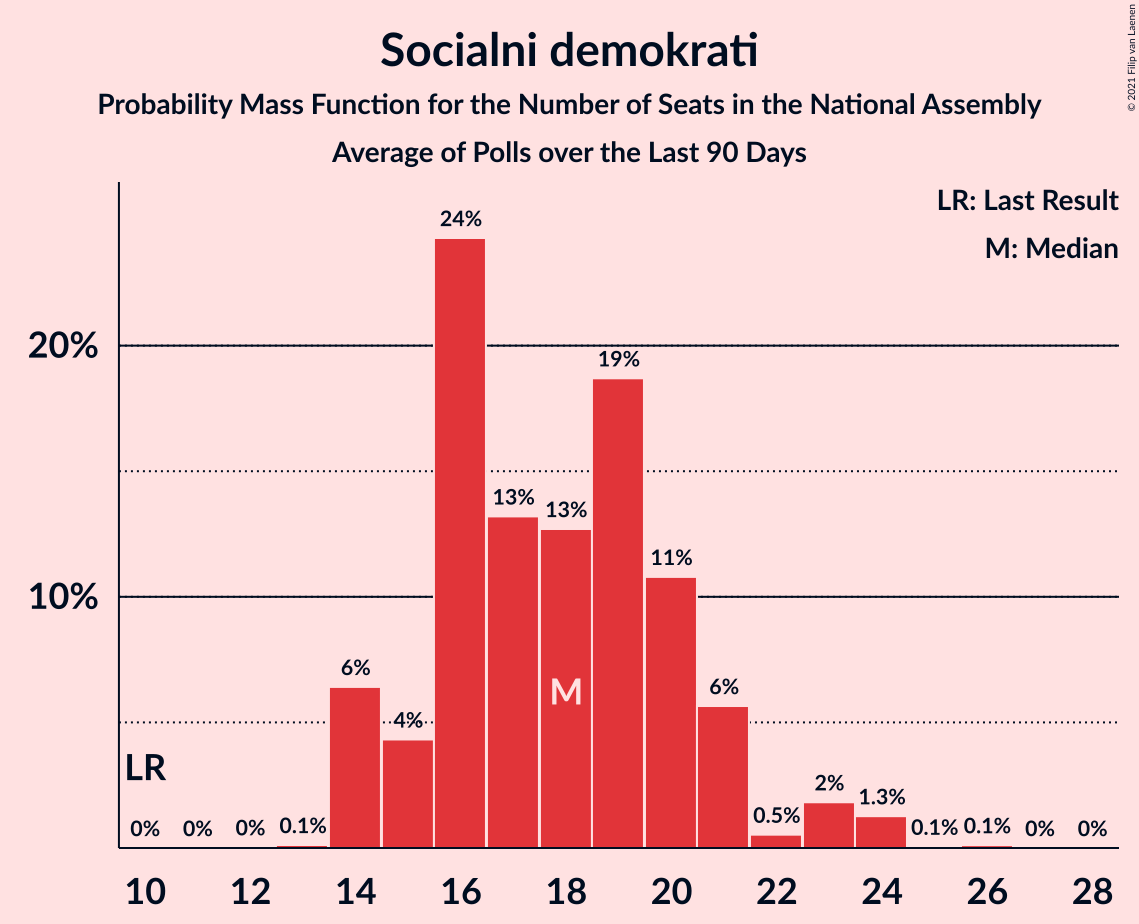 Socialni demokrati
Probability Mass Function for the Number of Seats in the National Assembly
Average of Polls over the Last 90 Days
© 2021 Filip van Laenen
LR: Last Result
M: Median
24%
20%
19%
13%
13%
11%
10%
6%
M
6%
4%
LR
2%
1.3%
0.5%
0%
0%
0%
0.1%
0.1%
0.1%
0%
0%
10 12 14 16 18 20 22 24 26 28